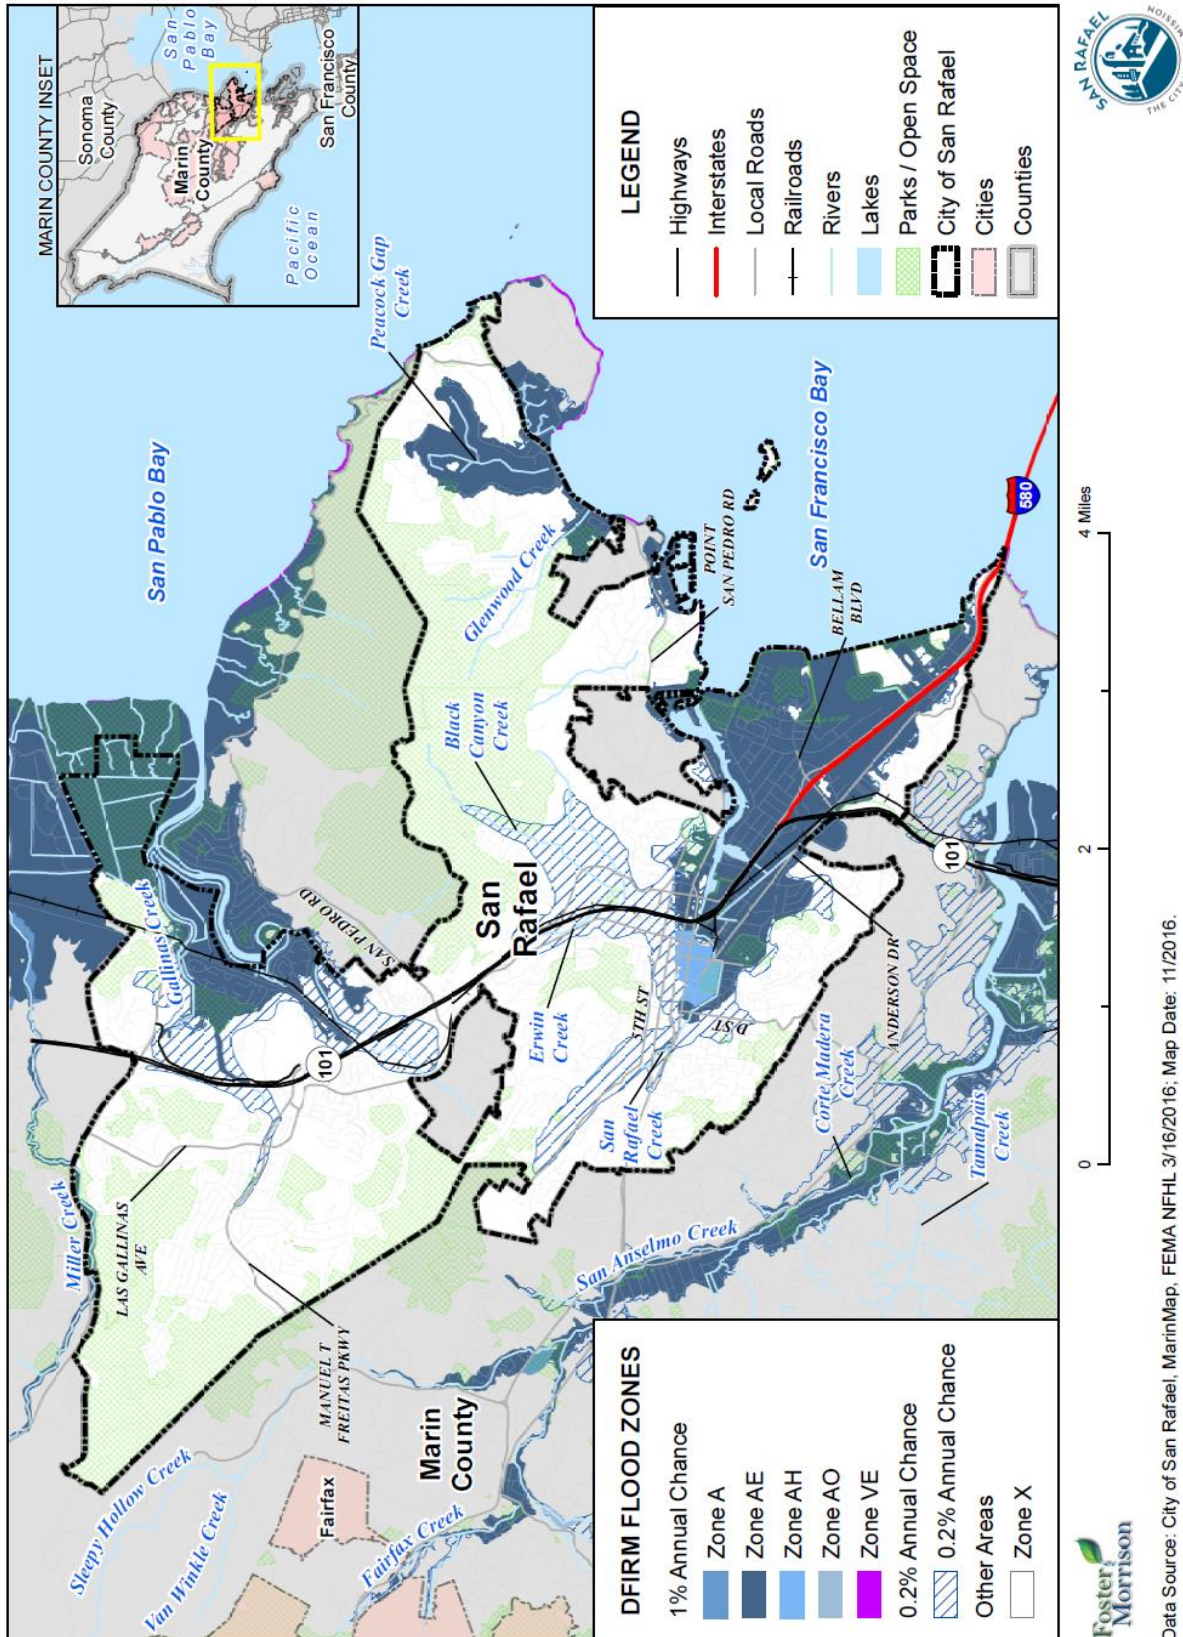 MARIN COUNTY INSET
Sonoma
County
San
Pablo
Bay
Marin
County
Pacific
Ocean
San Francisco
County
LEGEND
Highways
Interstates
Local Roads
Railroads
Rivers
Lakes
Parks / Open Space
City of San Rafael
Cities
Counties
San Pablo Bay
Peacock Gap
Creek
Miller Creek
LAS GALLINAS
AVE
Gallinas Creek
101
SAN PEDRO RD
MANUEL T
FREITAS PKWY
San
Rafael
Black
Canyon
Creek
Glenwood Creek
POINT
SAN PEDRO RD
San Francisco Bay
BELLAM
BLVD
580
Erwin
Creek
5TH ST
D ST
San
Rafael
Creek
ANDERSON DR
101
Corte Madera
Creek
Tamalpais
Creek
San Anselmo Creek
Sleepy Hollow Creek
Van Winkle Creek
Fairfax
Marin
County
Fairfax Creek
DFIRM FLOOD ZONES
1% Annual Chance
Zone A
Zone AE
Zone AH
Zone AO
Zone VE
0.2% Annual Chance
0.2% Annual Chance
Other Areas
Zone X
0
2
4 Miles
Foster
Morrison
Data Source: City of San Rafael, MarinMap, FEMA NFHL 3/16/2016; Map Date: 11/2016.
SAN RAFAEL
THE CITY
MISSION